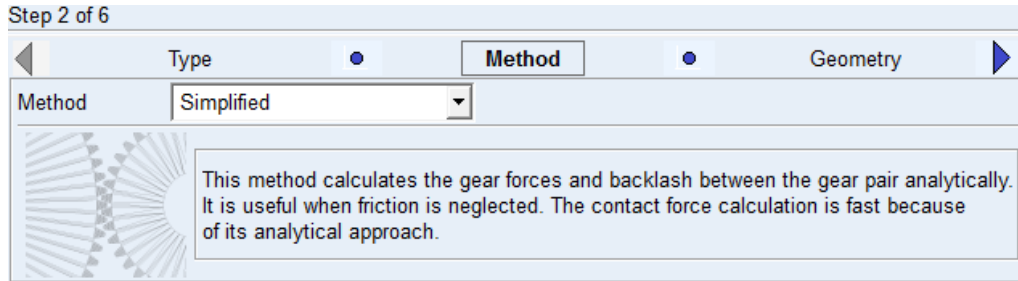 Step 2 of 6
Type Method Geometry
Method Simplified
This method calculates the gear forces and backlash between the gear pair analytically.
It is useful when friction is neglected. The contact force calculation is fast because
of its analytical approach.